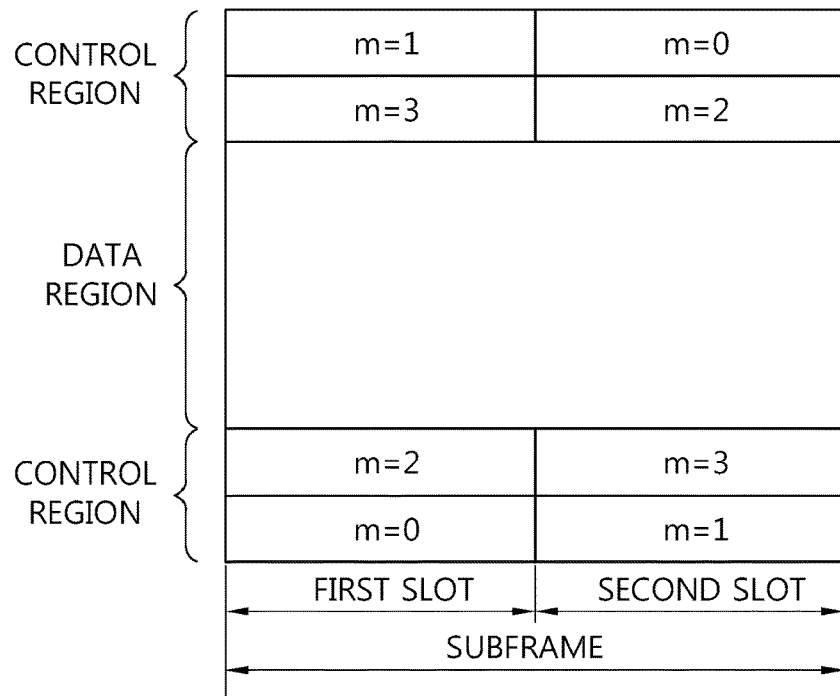 CONTROL
REGION
m=1
m=0
m=3
m=2
DATA
REGION
CONTROL
REGION
m=2
m=3
m=0
m=1
FIRST SLOT
SECOND SLOT
SUBFRAME